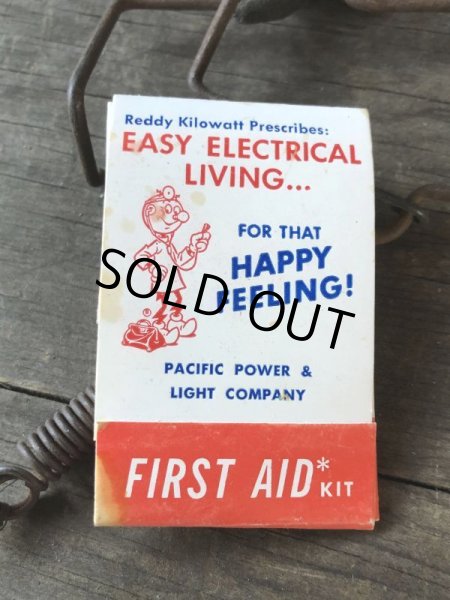 Reddy Kilowatt Prescribes:
EASY ELECTRICAL
LIVING...
FOR THAT
HAPPY
FEELING!
SOLD OUT
PACIFIC POWER &
LIGHT COMPANY
FIRST AID* KIT